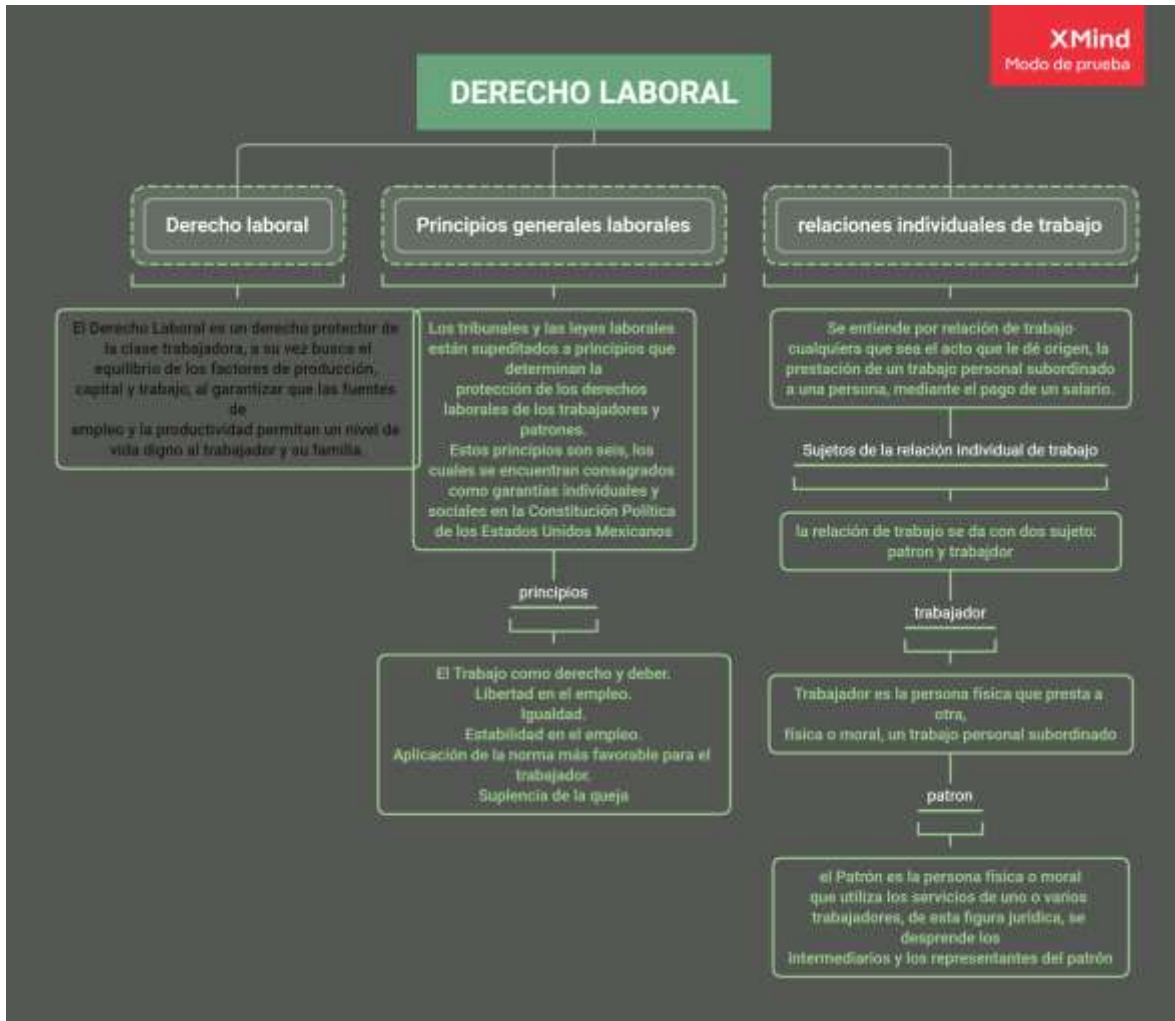 XMind
Modo de prueba
DERECHO LABORAL
Derecho laboral
El Derecho Laboral es un derecho protector de
la clase trabajadora, a su vez busca el
equilibrio de los factores de producción,
capital y trabajo, al garantizar que las fuentes
de
empleo y la productividad permitan un nivel de
vida digno al trabajador y su familia.
Principios generales laborales
Los tribunales y las leyes laborales
están supeditados a principios que
determinan la
protección de los derechos
laborales de los trabajadores y
patrones.
Estos principios son seis, los
cuales se encuentran consagrados
como garantías individuales y
sociales en la Constitución Política
de los Estados Unidos Mexicanos
principios
El Trabajo como derecho y deber.
Libertad en el empleo.
Igualdad.
Estabilidad en el empleo.
Aplicación de la norma más favorable para el
trabajador.
Suplencia de la queja
relaciones individuales de trabajo
Se entiende por relación de trabajo
cualquiera que sea el acto que le dé origen, la
prestación de un trabajo personal subordinado
a una persona, mediante el pago de un salario.
Sujetos de la relación individual de trabajo
la relación de trabajo se da con dos sujeto:
patron y trabajdor
trabajador
Trabajador es la persona física que presta a
otra,
física o moral, un trabajo personal subordinado
patron
el Patrón es la persona física o moral
que utiliza los servicios de uno o varios
trabajadores, de esta figura jurídica, se
desprende los
intermediarios y los representantes del patrón